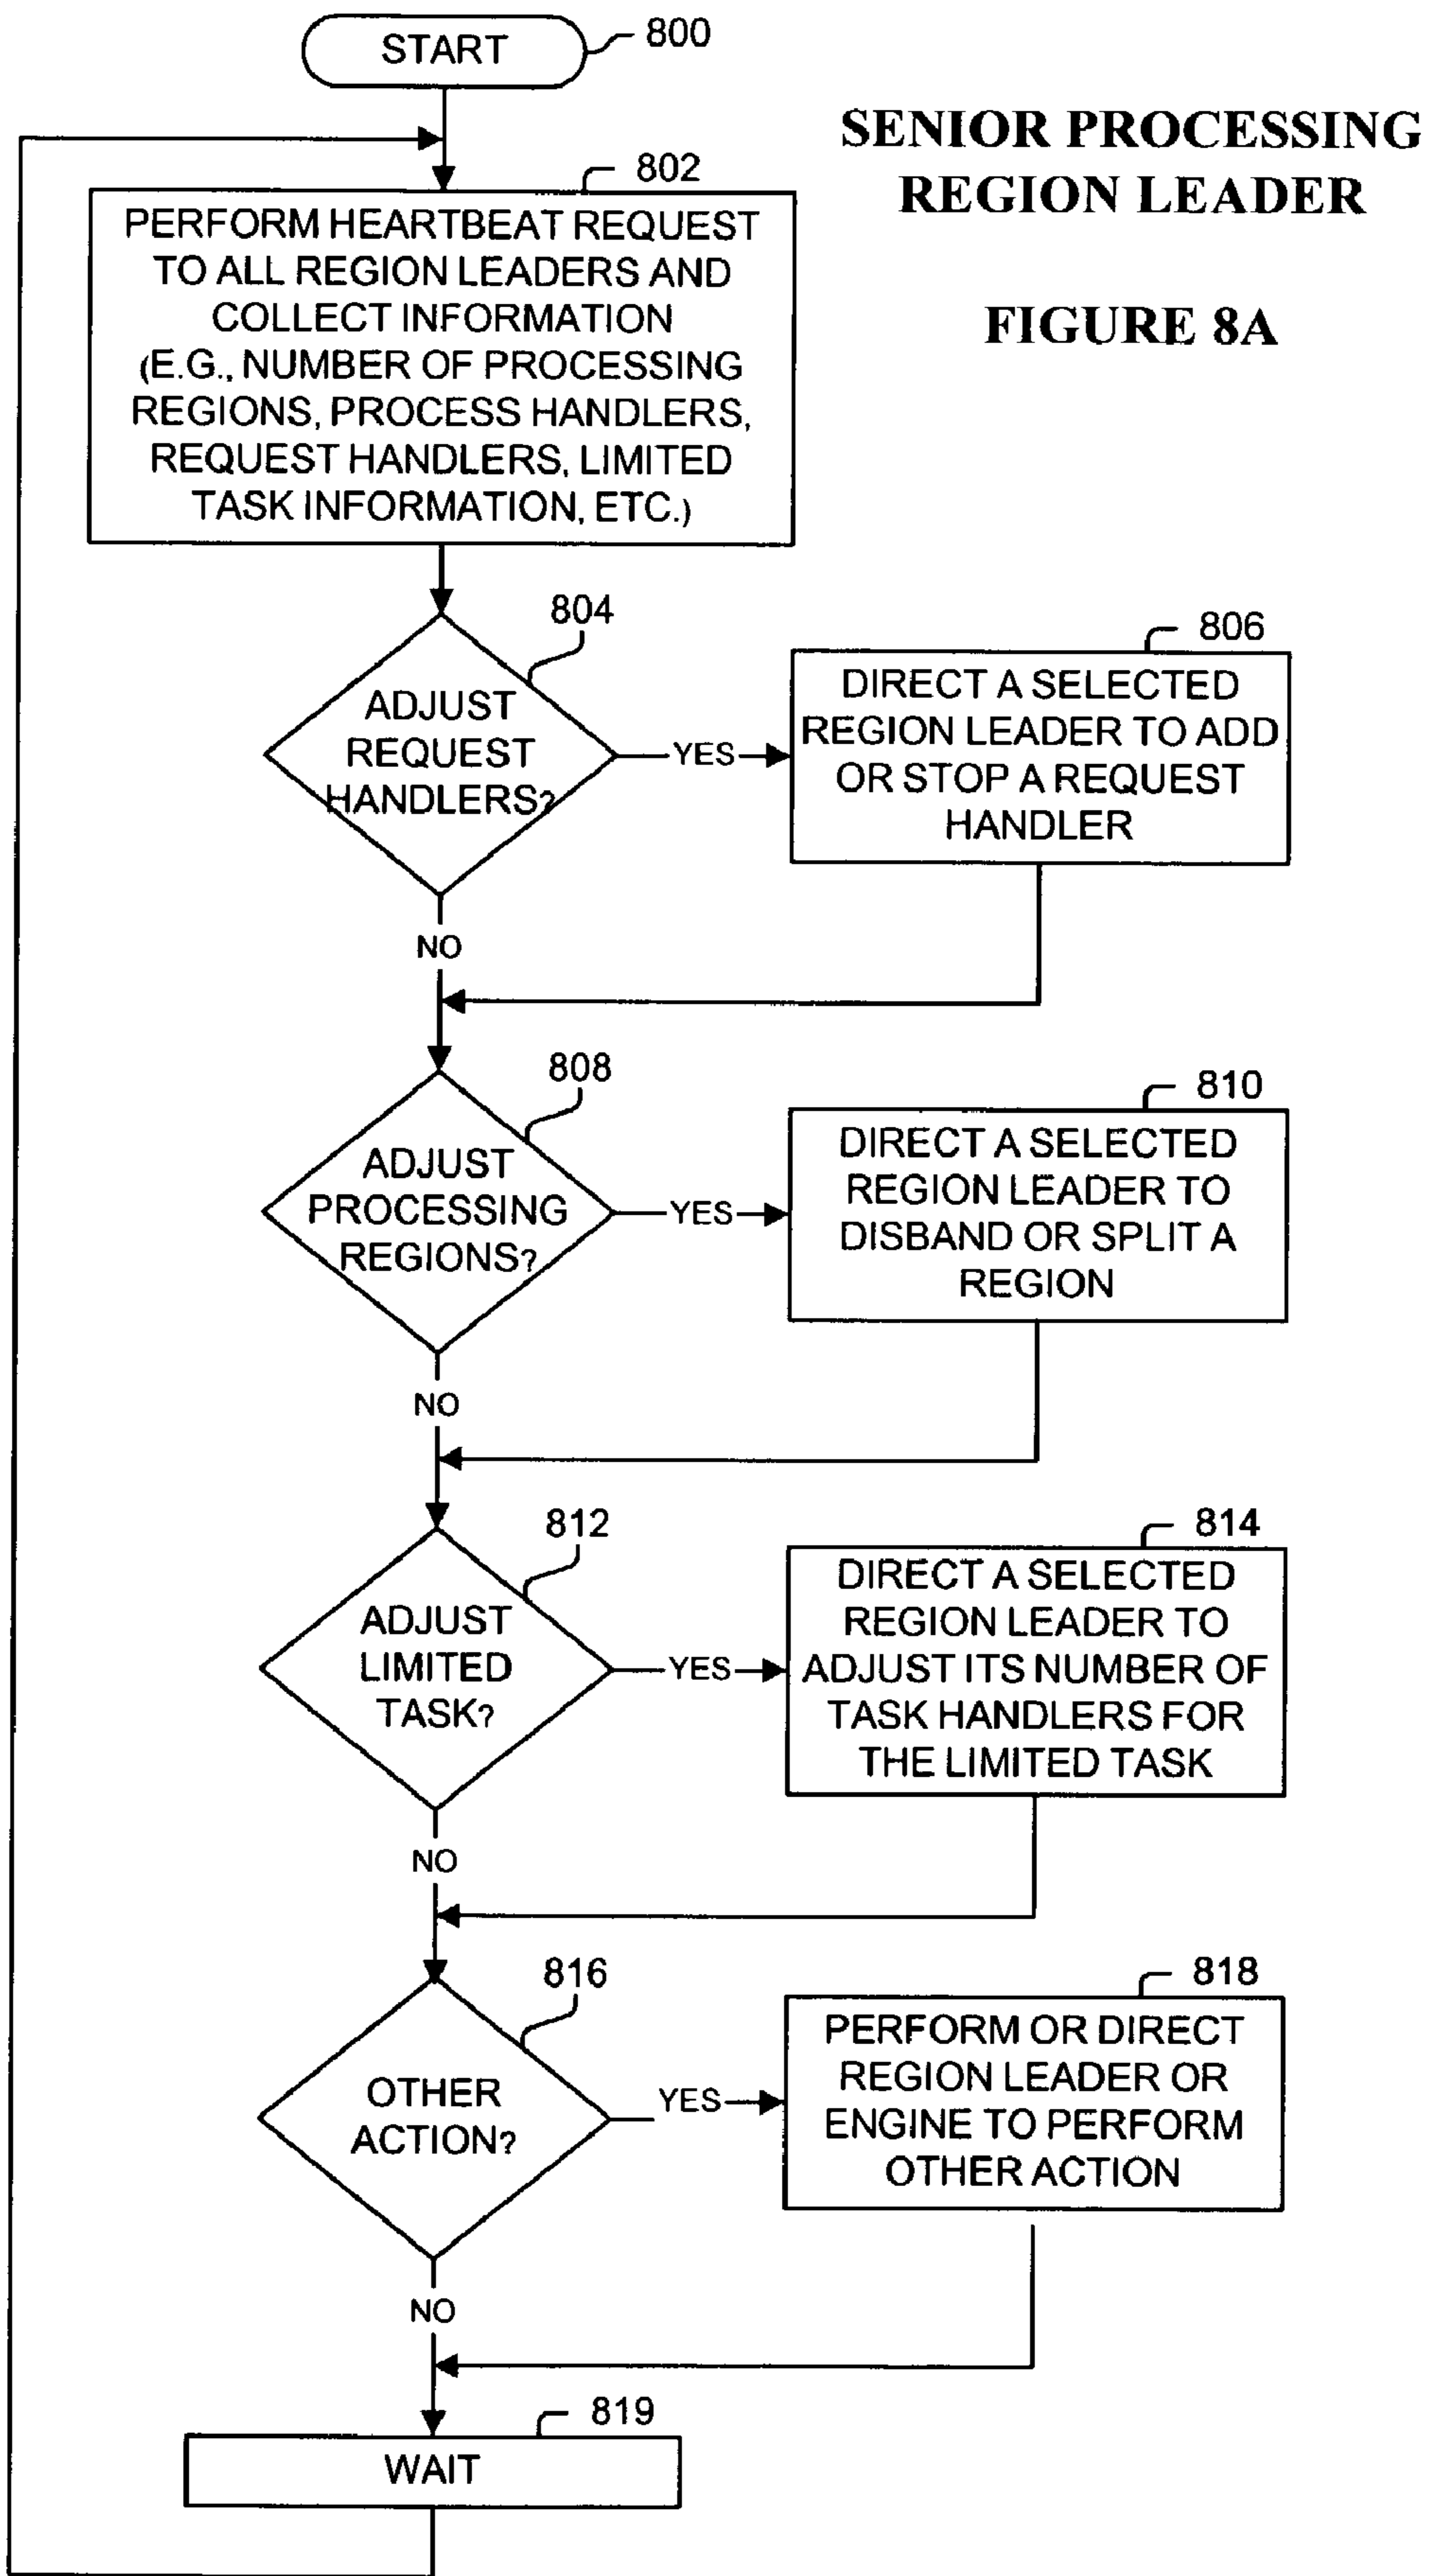 START
800
SENIOR PROCESSING
REGION LEADER
FIGURE 8A
802
PERFORM HEARTBEAT REQUEST
TO ALL REGION LEADERS AND
COLLECT INFORMATION
(E.G., NUMBER OF PROCESSING
REGIONS, PROCESS HANDLERS,
REQUEST HANDLERS, LIMITED
TASK INFORMATION, ETC.)
804
ADJUST
REQUEST
HANDLERS?
YES
NO
806
DIRECT A SELECTED
REGION LEADER TO ADD
OR STOP A REQUEST
HANDLER
808
ADJUST
PROCESSING
REGIONS?
YES
NO
810
DIRECT A SELECTED
REGION LEADER TO
DISBAND OR SPLIT A
REGION
812
ADJUST
LIMITED
TASK?
YES
NO
814
DIRECT A SELECTED
REGION LEADER TO
ADJUST ITS NUMBER OF
TASK HANDLERS FOR
THE LIMITED TASK
816
OTHER
ACTION?
YES
NO
818
PERFORM OR DIRECT
REGION LEADER OR
ENGINE TO PERFORM
OTHER ACTION
819
WAIT